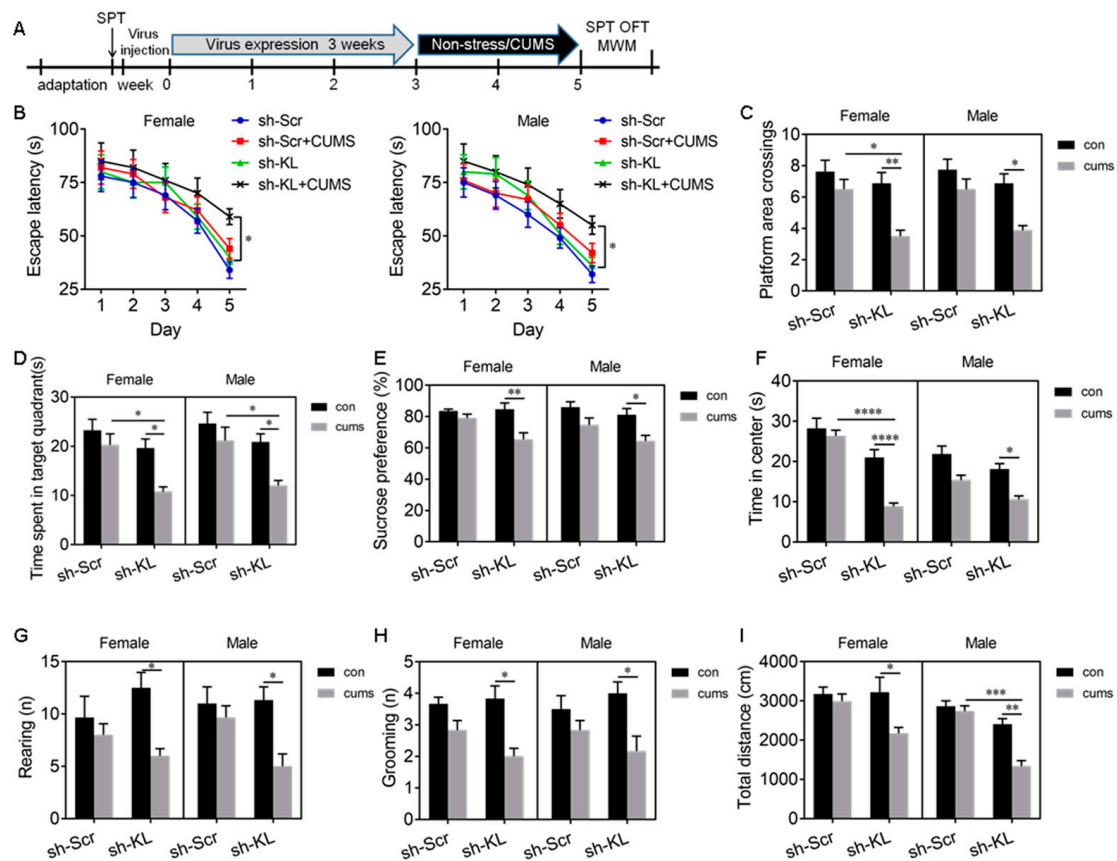 A
SPT
Virus
injection
Virus expression 3 weeks
Non-stress/CUMS
SPT OFT
MWM
adaptation
week
0
1
2
3
4
5
B
Female
Escape latency (s)
100
75
50
25
1 2 3 4 5
Day
sh-Scr
sh-Scr+CUMS
sh-KL
sh-KL+CUMS
*
Male
Escape latency (s)
100
75
50
25
1 2 3 4 5
Day
sh-Scr
sh-Scr+CUMS
sh-KL
sh-KL+CUMS
*
C
Female Male
Platform area crossings
10
8
6
4
2
0
* ** *
sh-Scr sh-KL sh-Scr sh-KL
con
cums
D
Female Male
Time spent in target quadrant(s)
30
20
10
0
* * * *
sh-Scr sh-KL sh-Scr sh-KL
con
cums
E
Female Male
Sucrose preference (%)
100
80
60
40
20
0
** *
sh-Scr sh-KL sh-Scr sh-KL
con
cums
F
Female Male
Time in center (s)
40
30
20
10
0
**** **** *
sh-Scr sh-KL sh-Scr sh-KL
con
cums
G
Female Male
Rearing (n)
15
10
5
0
* *
sh-Scr sh-KL sh-Scr sh-KL
con
cums
H
Female Male
Grooming (n)
5
4
3
2
1
0
* *
sh-Scr sh-KL sh-Scr sh-KL
con
cums
I
Female Male
Total distance (cm)
4000
3000
2000
1000
0
* *** **
sh-Scr sh-KL sh-Scr sh-KL
con
cums